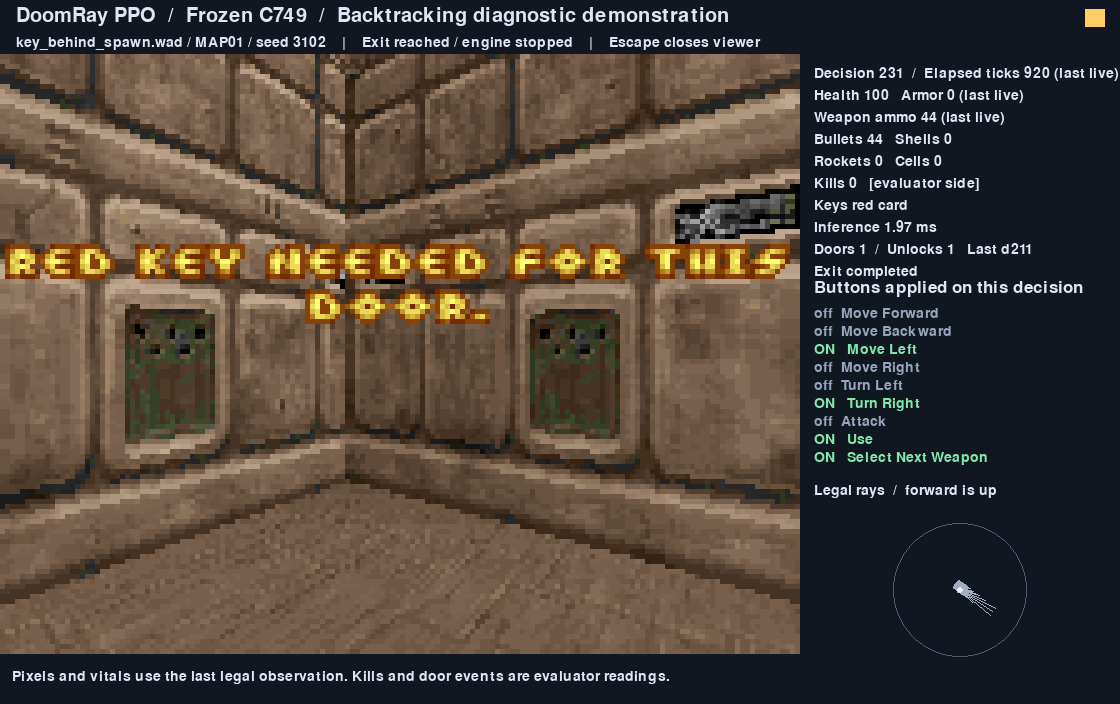 DoomRay PPO / Frozen C749 / Backtracking diagnostic demonstration
key_behind_spawn.wad / MAP01 / seed 3102 | Exit reached / engine stopped | Escape closes viewer
RED KEY NEEDED FOR THIS
DOOR.
Decision 231 / Elapsed ticks 920 (last live)
Health 100 Armor 0 (last live)
Weapon ammo 44 (last live)
Bullets 44 Shells 0
Rockets 0 Cells 0
Kills 0 [evaluator side]
Keys red card
Inference 1.97 ms
Doors 1 / Unlocks 1 Last d211
Exit completed
Buttons applied on this decision
off Move Forward
off Move Backward
ON Move Left
off Move Right
off Turn Left
ON Turn Right
off Attack
ON Use
ON Select Next Weapon
Legal rays / forward is up
Pixels and vitals use the last legal observation. Kills and door events are evaluator readings.